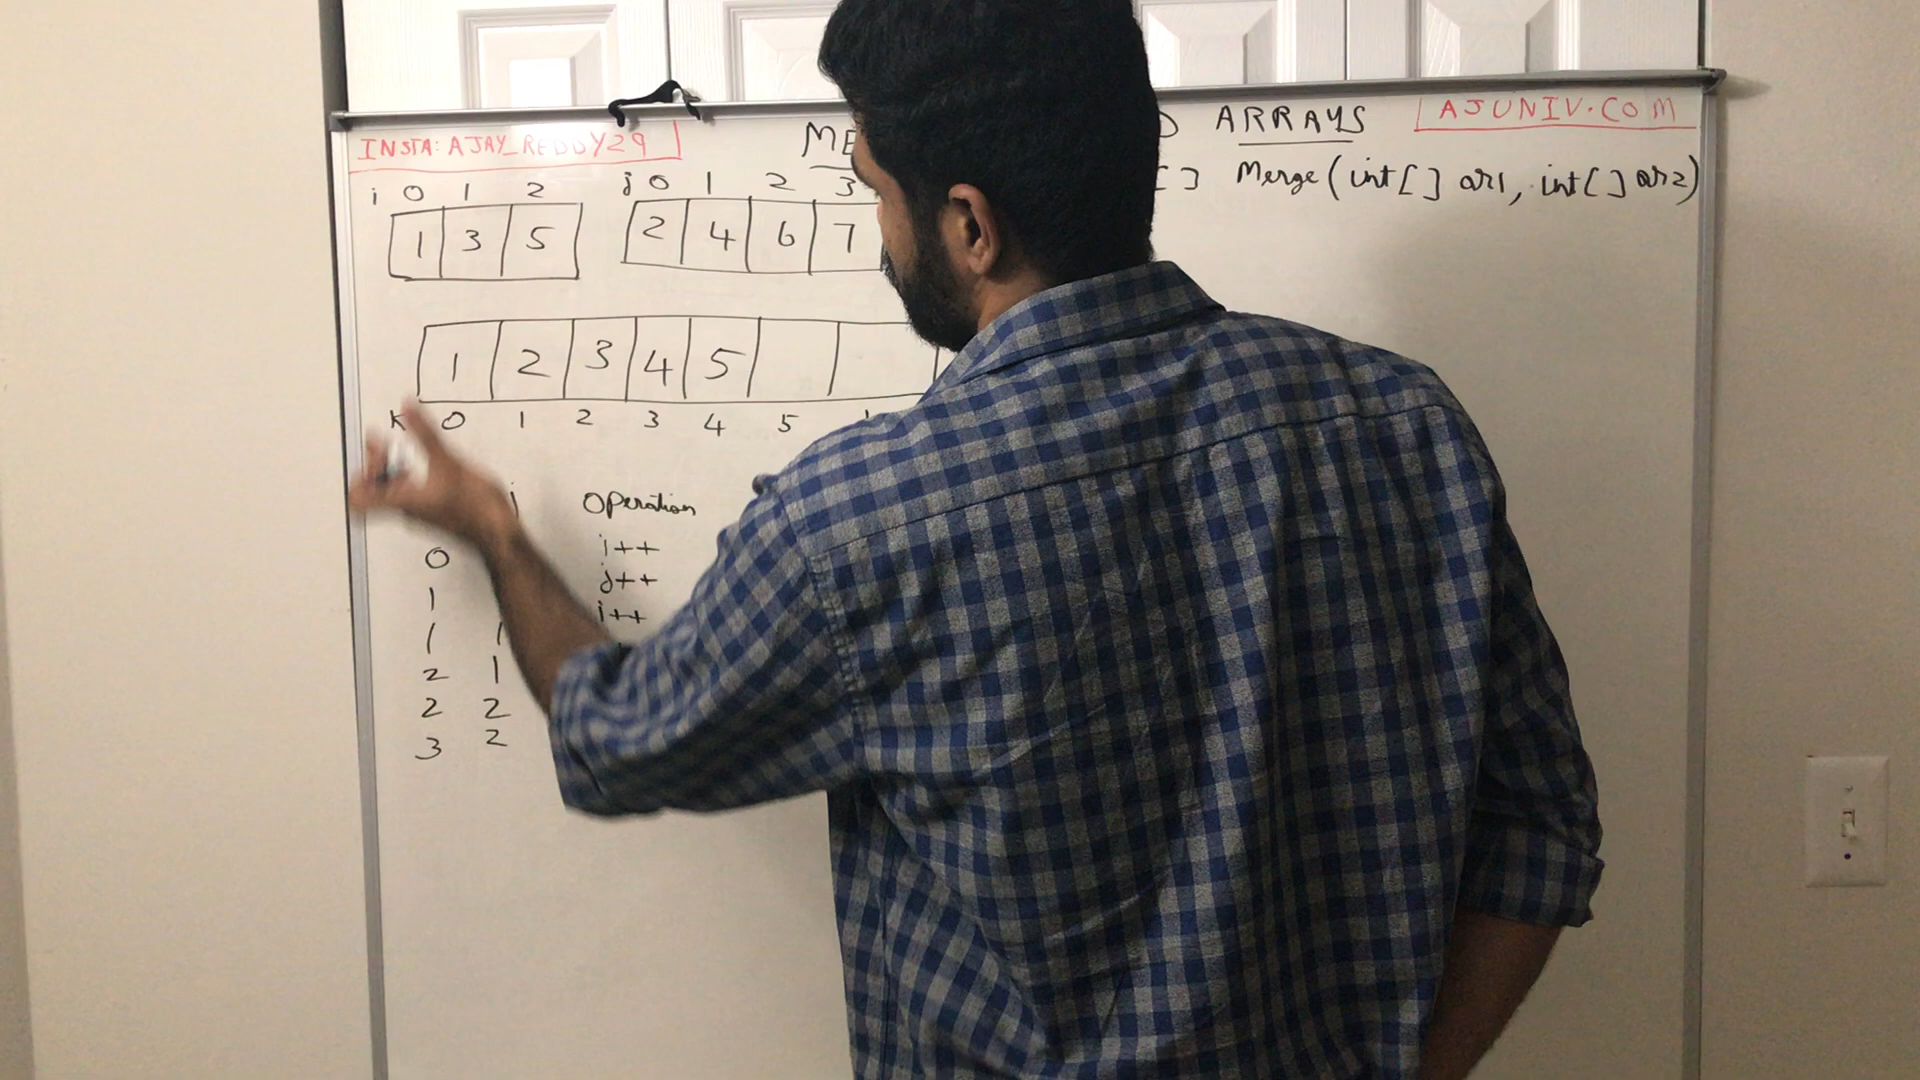 INSTA: AJAY_REDDY29
ARRAYS
AJUNIV.COM
[] Merge (int[] ar1, int[] ar2)
i 0 1 2
j 0 1 2 3
1 3 5
2 4 6 7
1 2 3 4 5
K 0 1 2 3 4 5
j Operation
0 i++
1 j++
i++
1 1
2 1
2 2
3 2